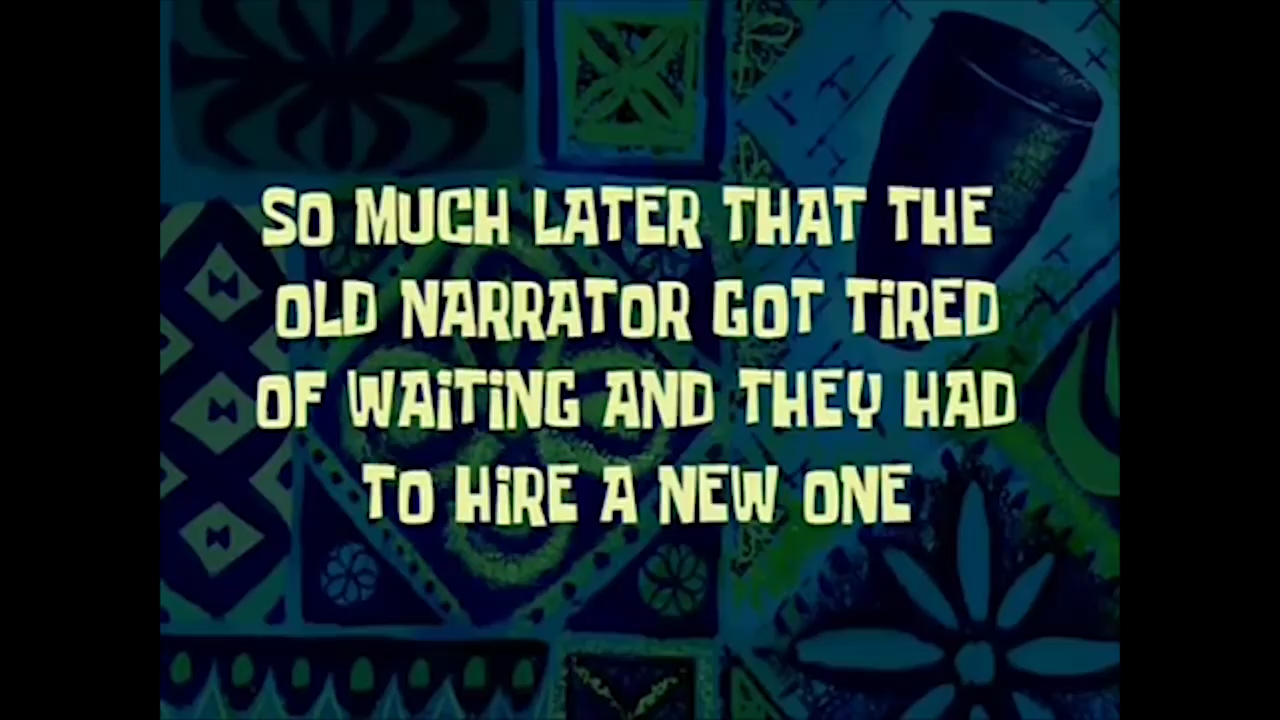 SO MUCH LATER THAT THE
OLD NARRATOR GOT TiRED
OF WAiTiNG AND THEY HAD
TO HiRE A NEW ONE